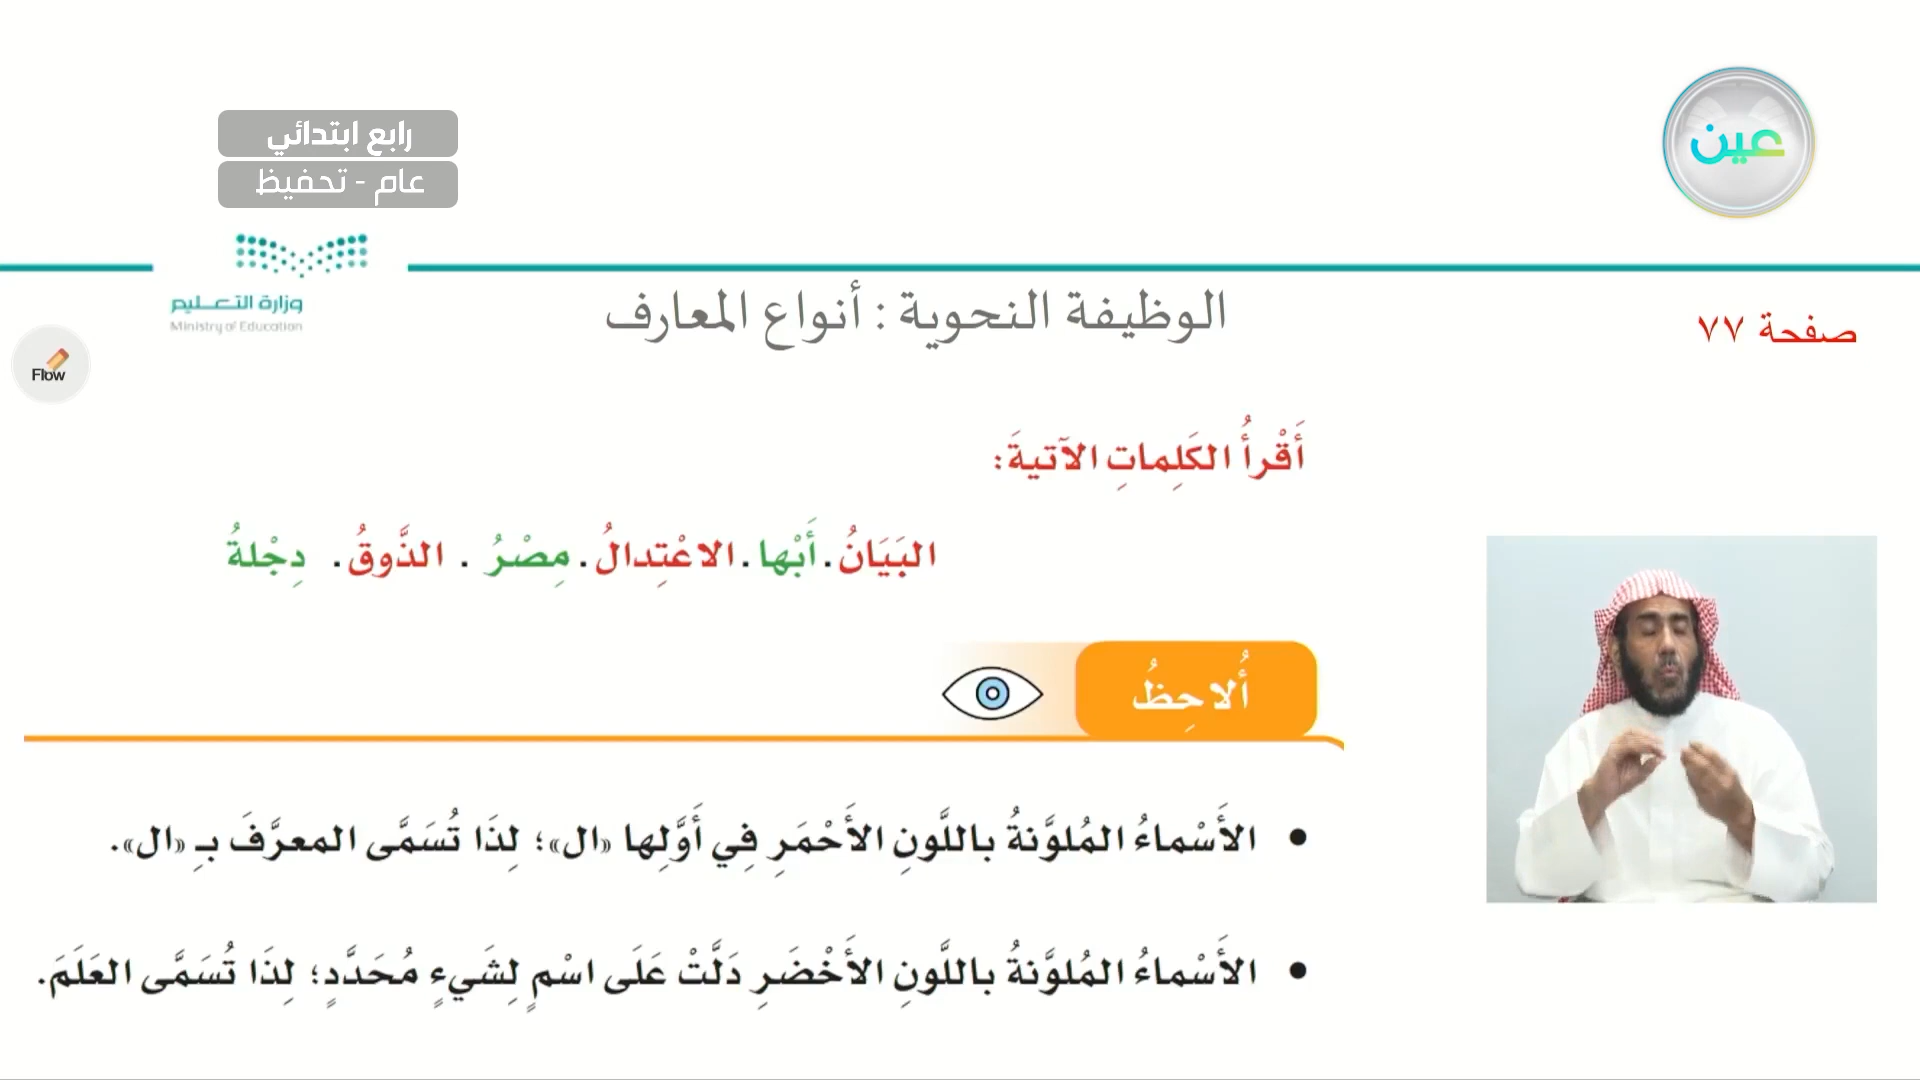 عين
رابع ابتدائي
عام - تحفيظ
وزارة التعليم
Ministry of Education
صفحة ٧٧
الوظيفة النحوية : أنواع المعارف
Flow
أَقْرأُ الكَلِماتِ الآتيةَ:
البَيَانُ . أَبْها . الاعْتِدالُ . مِصْرُ . الذَّوقُ . دِجْلةُ
أُلاحِظُ
• الأَسْماءُ المُلوَّنةُ باللَّونِ الأَحْمَرِ فِي أَوَّلِها «ال»؛ لِذَا تُسَمَّى المعرَّفَ بـِ «ال».
• الأَسْماءُ المُلوَّنةُ باللَّونِ الأَخْضَرِ دَلَّتْ عَلَى اسْمٍ لِشَيءٍ مُحَدَّدٍ؛ لِذَا تُسَمَّى العَلَمَ.